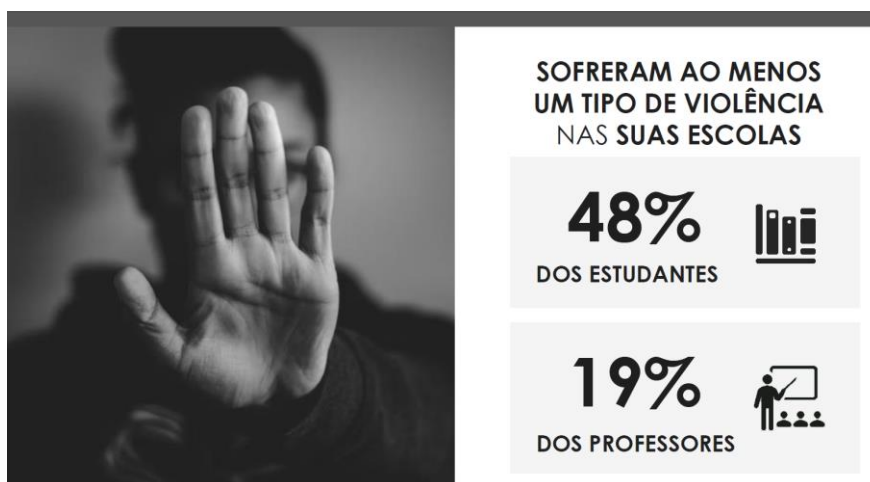 SOFRERAM AO MENOS
UM TIPO DE VIOLÊNCIA
NAS SUAS ESCOLAS
48%
DOS ESTUDANTES
19%
DOS PROFESSORES